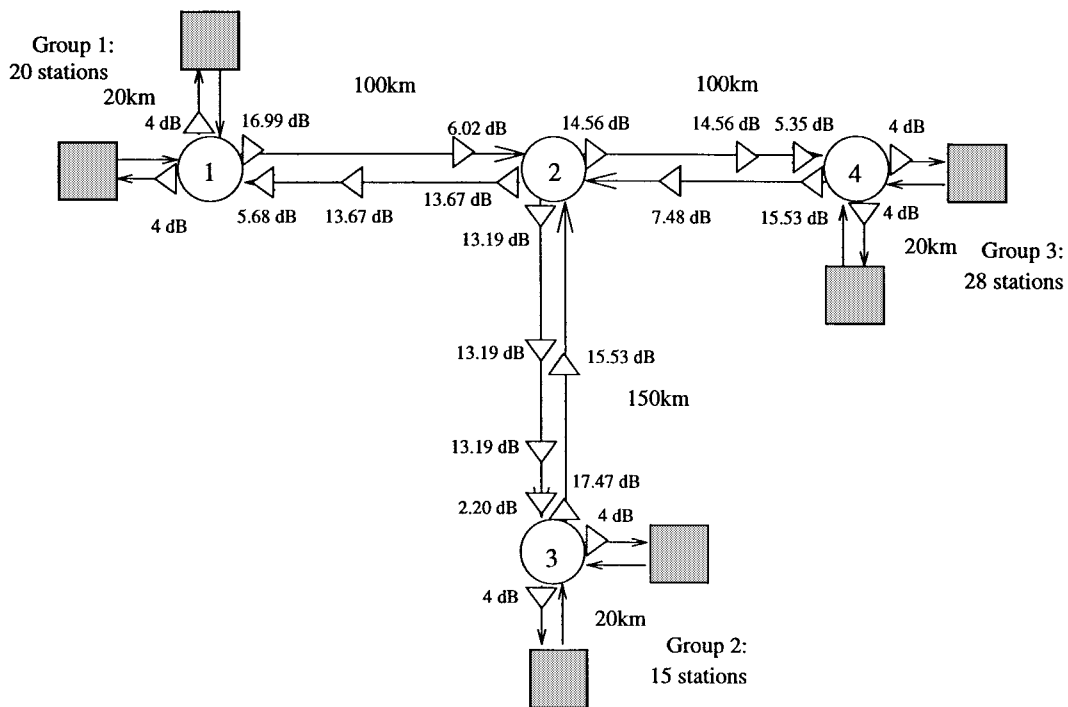 Group 1:
20 stations
20km
4 dB
16.99 dB
100km
6.02 dB
14.56 dB
100km
14.56 dB
5.35 dB
4 dB
1
2
4
4 dB
5.68 dB
13.67 dB
13.67 dB
13.19 dB
7.48 dB
15.53 dB
4 dB
20km
Group 3:
28 stations
13.19 dB
15.53 dB
150km
13.19 dB
17.47 dB
2.20 dB
4 dB
3
4 dB
20km
Group 2:
15 stations